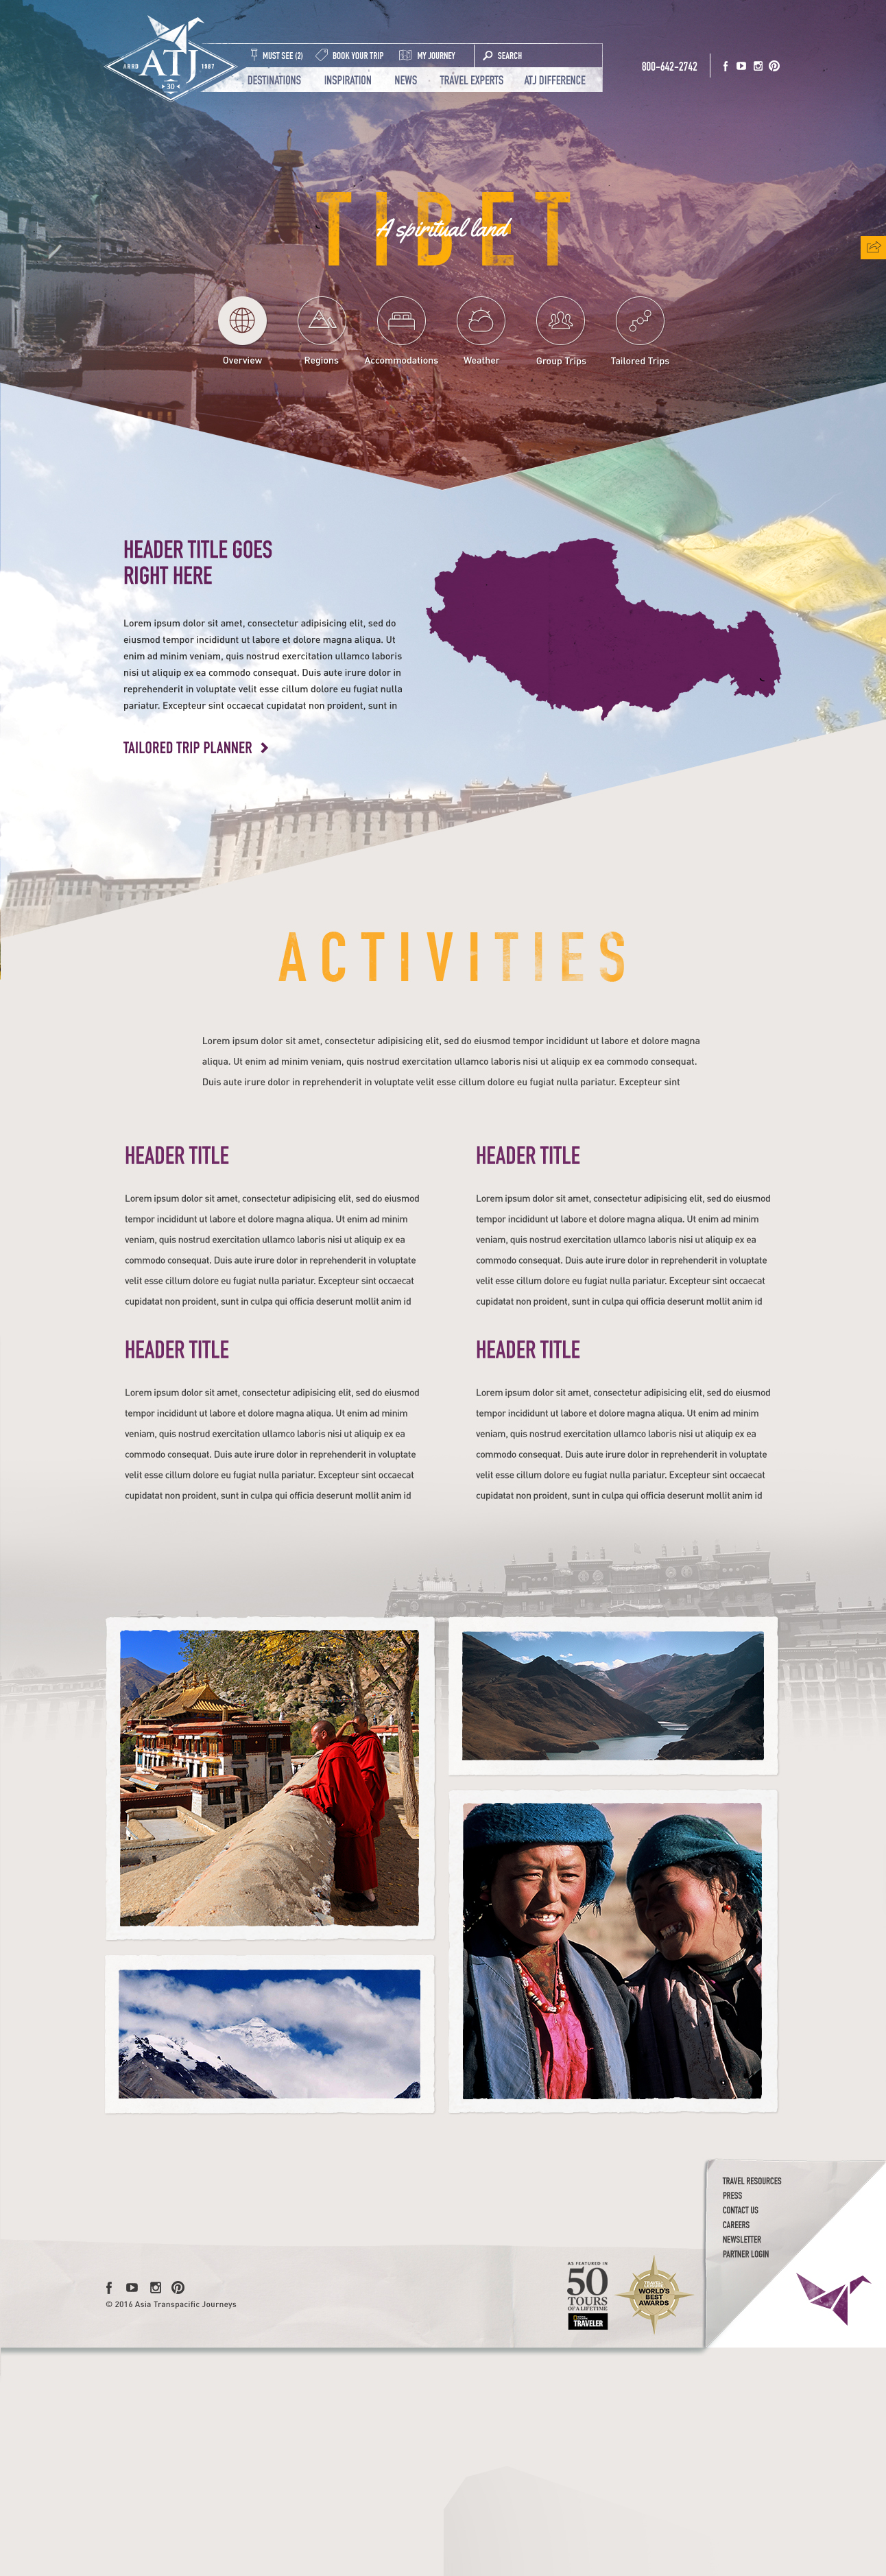 MUST SEE (2)
BOOK YOUR TRIP
MY JOURNEY
SEARCH
ATJ
1987
30
800-642-2742
DESTINATIONS
INSPIRATION
NEWS
TRAVEL EXPERTS
ATJ DIFFERENCE
TIBET
A spiritual land
Overview
Regions
Accommodations
Weather
Group Trips
Tailored Trips
HEADER TITLE GOES
RIGHT HERE
Lorem ipsum dolor sit amet, consectetur adipisicing elit, sed do
eiusmod tempor incididunt ut labore et dolore magna aliqua. Ut
enim ad minim veniam, quis nostrud exercitation ullamco laboris
nisi ut aliquip ex ea commodo consequat. Duis aute irure dolor in
reprehenderit in voluptate velit esse cillum dolore eu fugiat nulla
pariatur. Excepteur sint occaecat cupidatat non proident, sunt in
TAILORED TRIP PLANNER
ACTIVITIES
Lorem ipsum dolor sit amet, consectetur adipisicing elit, sed do eiusmod tempor incididunt ut labore et dolore magna
aliqua. Ut enim ad minim veniam, quis nostrud exercitation ullamco laboris nisi ut aliquip ex ea commodo consequat.
Duis aute irure dolor in reprehenderit in voluptate velit esse cillum dolore eu fugiat nulla pariatur. Excepteur sint
HEADER TITLE
Lorem ipsum dolor sit amet, consectetur adipisicing elit, sed do eiusmod
tempor incididunt ut labore et dolore magna aliqua. Ut enim ad minim
veniam, quis nostrud exercitation ullamco laboris nisi ut aliquip ex ea
commodo consequat. Duis aute irure dolor in reprehenderit in voluptate
velit esse cillum dolore eu fugiat nulla pariatur. Excepteur sint occaecat
cupidatat non proident, sunt in culpa qui officia deserunt mollit anim id
HEADER TITLE
Lorem ipsum dolor sit amet, consectetur adipisicing elit, sed do eiusmod
tempor incididunt ut labore et dolore magna aliqua. Ut enim ad minim
veniam, quis nostrud exercitation ullamco laboris nisi ut aliquip ex ea
commodo consequat. Duis aute irure dolor in reprehenderit in voluptate
velit esse cillum dolore eu fugiat nulla pariatur. Excepteur sint occaecat
cupidatat non proident, sunt in culpa qui officia deserunt mollit anim id
HEADER TITLE
Lorem ipsum dolor sit amet, consectetur adipisicing elit, sed do eiusmod
tempor incididunt ut labore et dolore magna aliqua. Ut enim ad minim
veniam, quis nostrud exercitation ullamco laboris nisi ut aliquip ex ea
commodo consequat. Duis aute irure dolor in reprehenderit in voluptate
velit esse cillum dolore eu fugiat nulla pariatur. Excepteur sint occaecat
cupidatat non proident, sunt in culpa qui officia deserunt mollit anim id
HEADER TITLE
Lorem ipsum dolor sit amet, consectetur adipisicing elit, sed do eiusmod
tempor incididunt ut labore et dolore magna aliqua. Ut enim ad minim
veniam, quis nostrud exercitation ullamco laboris nisi ut aliquip ex ea
commodo consequat. Duis aute irure dolor in reprehenderit in voluptate
velit esse cillum dolore eu fugiat nulla pariatur. Excepteur sint occaecat
cupidatat non proident, sunt in culpa qui officia deserunt mollit anim id
TRAVEL RESOURCES
PRESS
CONTACT US
CAREERS
NEWSLETTER
PARTNER LOGIN
© 2016 Asia Transpacific Journeys
AS FEATURED IN
50
TOURS
OF A LIFETIME
TRAVELER
WORLD'S
BEST
AWARDS